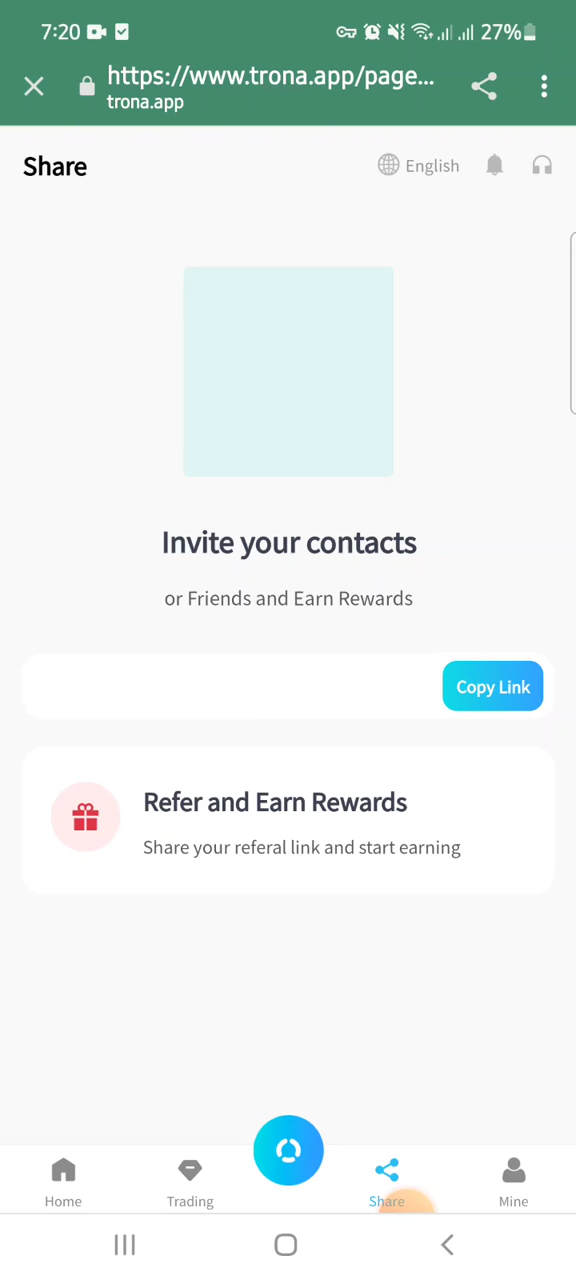 7:20
27%
https://www.trona.app/page...
trona.app
Share
English
Invite your contacts
or Friends and Earn Rewards
Copy Link
Refer and Earn Rewards
Share your referal link and start earning
Home
Trading
Share
Mine